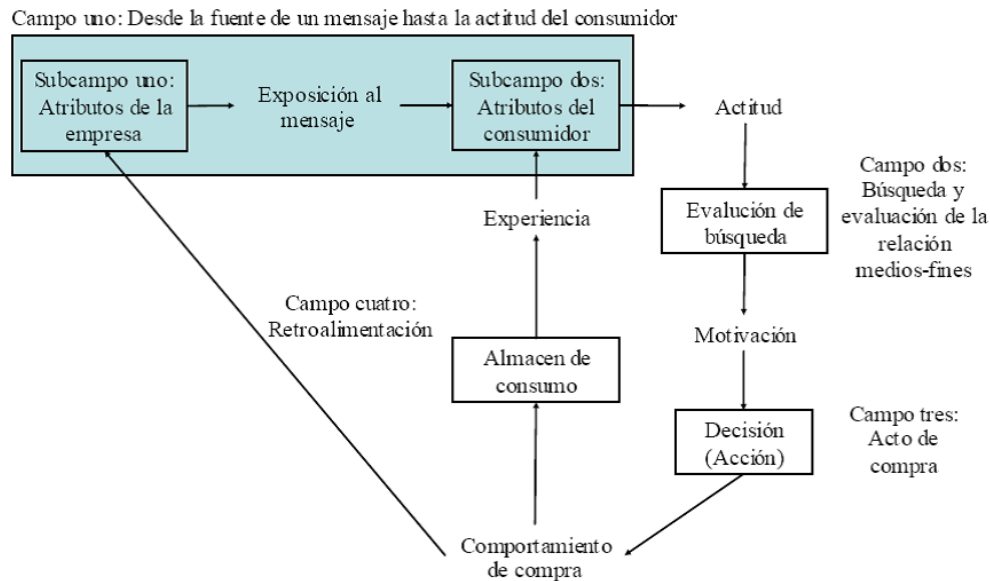 Campo uno: Desde la fuente de un mensaje hasta la actitud del consumidor
Subcampo uno:
Atributos de la
empresa
Exposición al
mensaje
Subcampo dos:
Atributos del
consumidor
Actitud
Campo dos:
Búsqueda y
evaluación de la
relación
medios-fines
Evalución de
búsqueda
Experiencia
Campo cuatro:
Retroalimentación
Motivación
Almacen de
consumo
Decisión
(Acción)
Campo tres:
Acto de
compra
Comportamiento
de compra